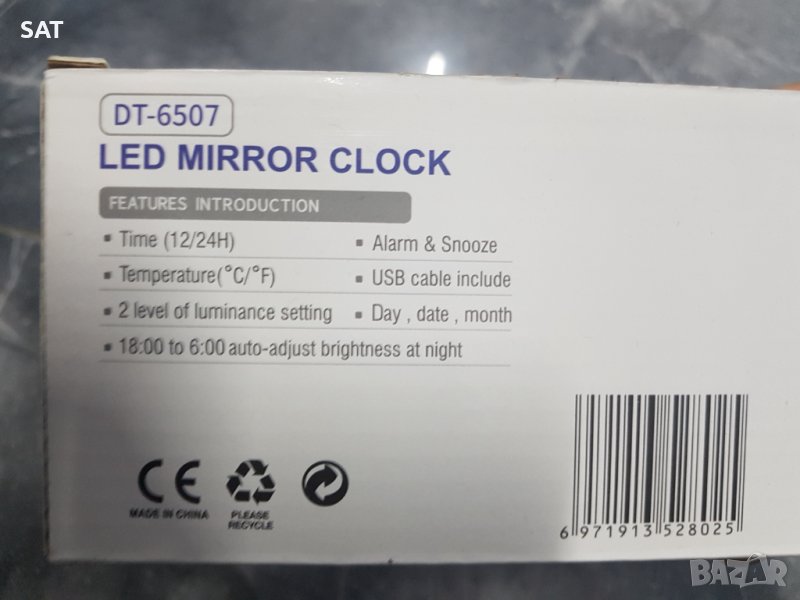 SAT
DT-6507
LED MIRROR CLOCK
FEATURES INTRODUCTION
▪ Time (12/24H) ▪ Alarm & Snooze
▪ Temperature(°C/°F) ▪ USB cable include
▪ 2 level of luminance setting ▪ Day , date , month
▪ 18:00 to 6:00 auto-adjust brightness at night
CE
MADE IN CHINA
PLEASE
RECYCLE
6 971913 528025
BAZAR